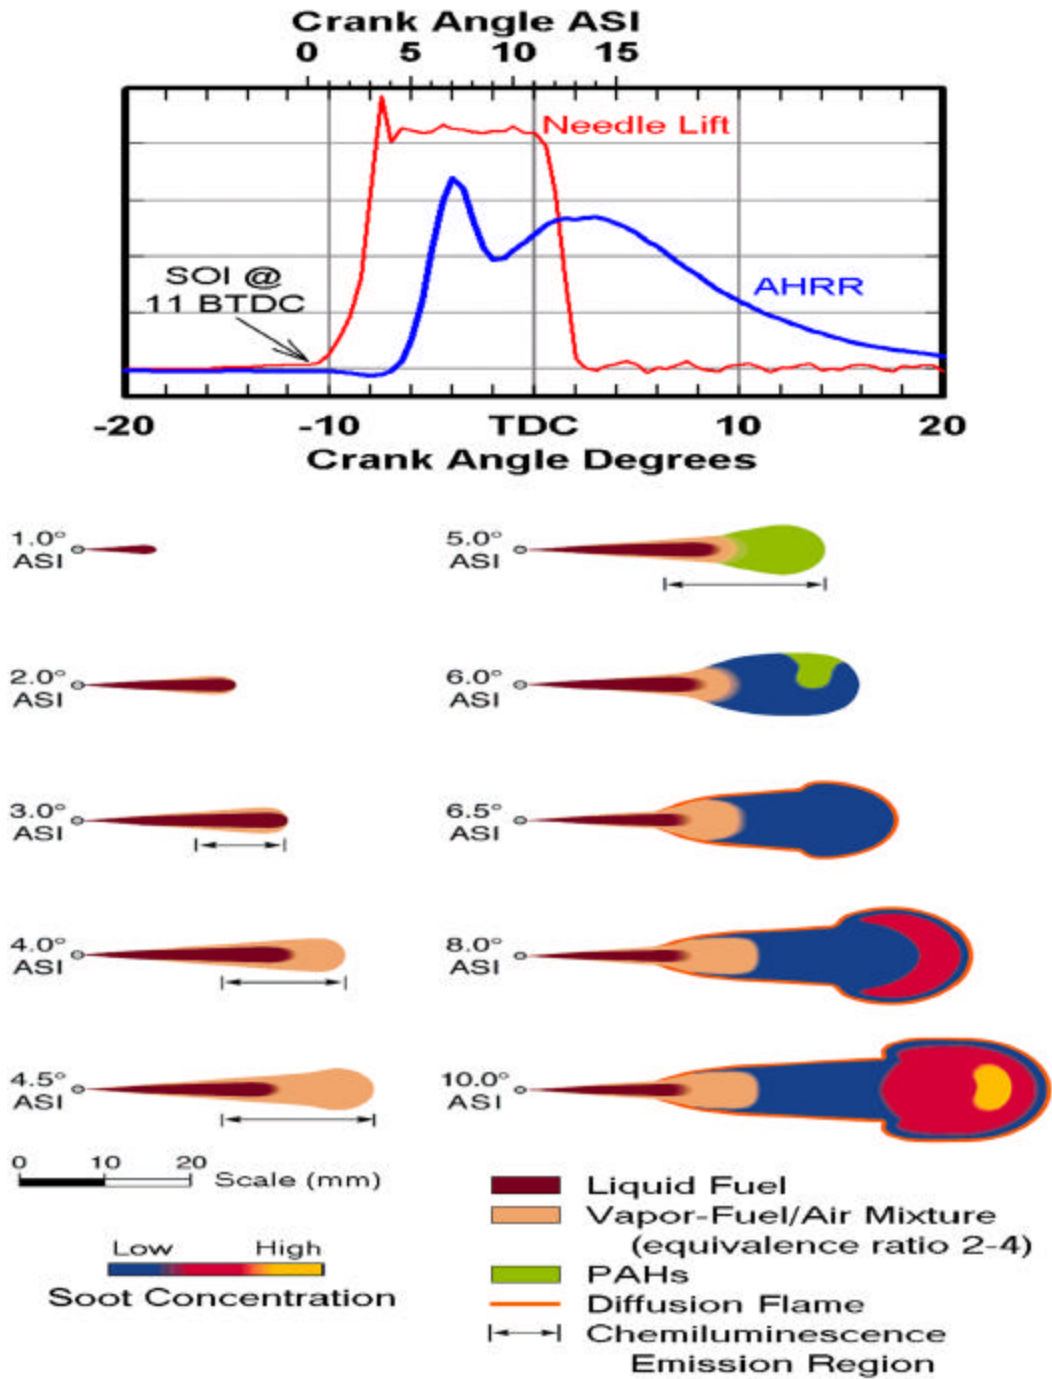 Crank Angle ASI
0 5 10 15
Needle Lift
SOI @
11 BTDC
AHRR
-20 -10 TDC 10 20
Crank Angle Degrees
1.0°
ASI
2.0°
ASI
3.0°
ASI
4.0°
ASI
4.5°
ASI
5.0°
ASI
6.0°
ASI
6.5°
ASI
8.0°
ASI
10.0°
ASI
0 10 20
Scale (mm)
Low High
Soot Concentration
Liquid Fuel
Vapor-Fuel/Air Mixture
(equivalence ratio 2-4)
PAHs
Diffusion Flame
Chemiluminescence
Emission Region